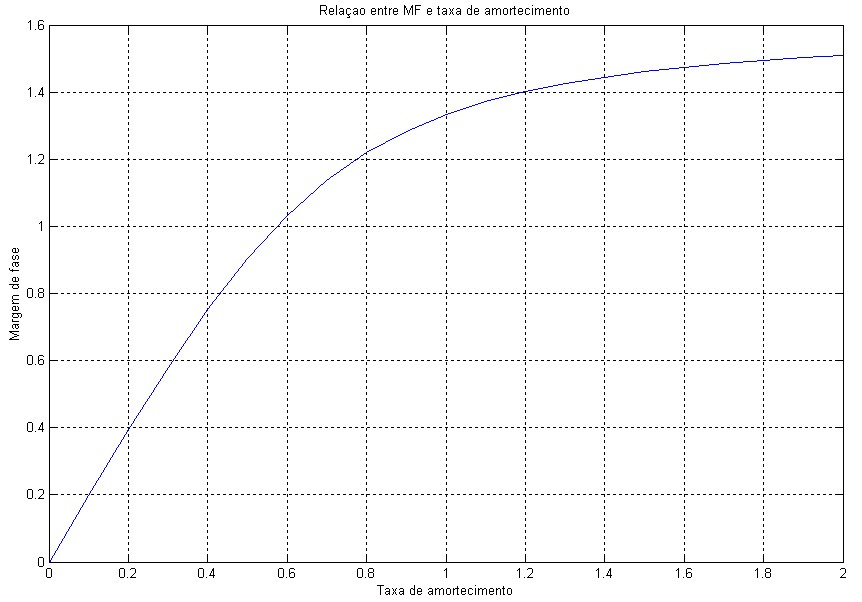 Relaçao entre MF e taxa de amortecimento
1.6
1.4
1.2
1
0.8
0.6
0.4
0.2
0
Margem de fase
0 0.2 0.4 0.6 0.8 1 1.2 1.4 1.6 1.8 2
Taxa de amortecimento